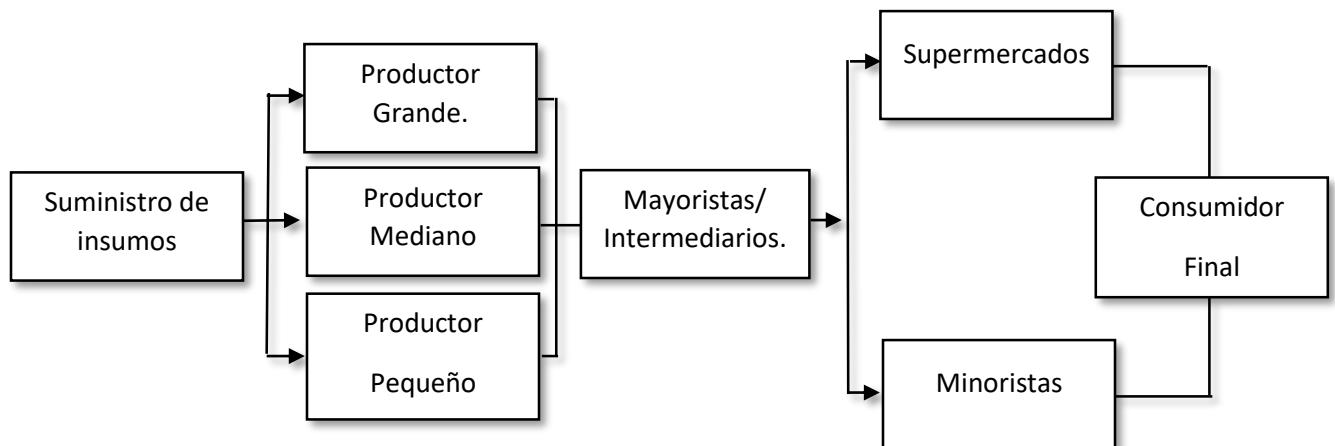 Suministro de
insumos
Productor
Grande.
Productor
Mediano
Productor
Pequeño
Mayoristas/
Intermediarios.
Supermercados
Minoristas
Consumidor
Final